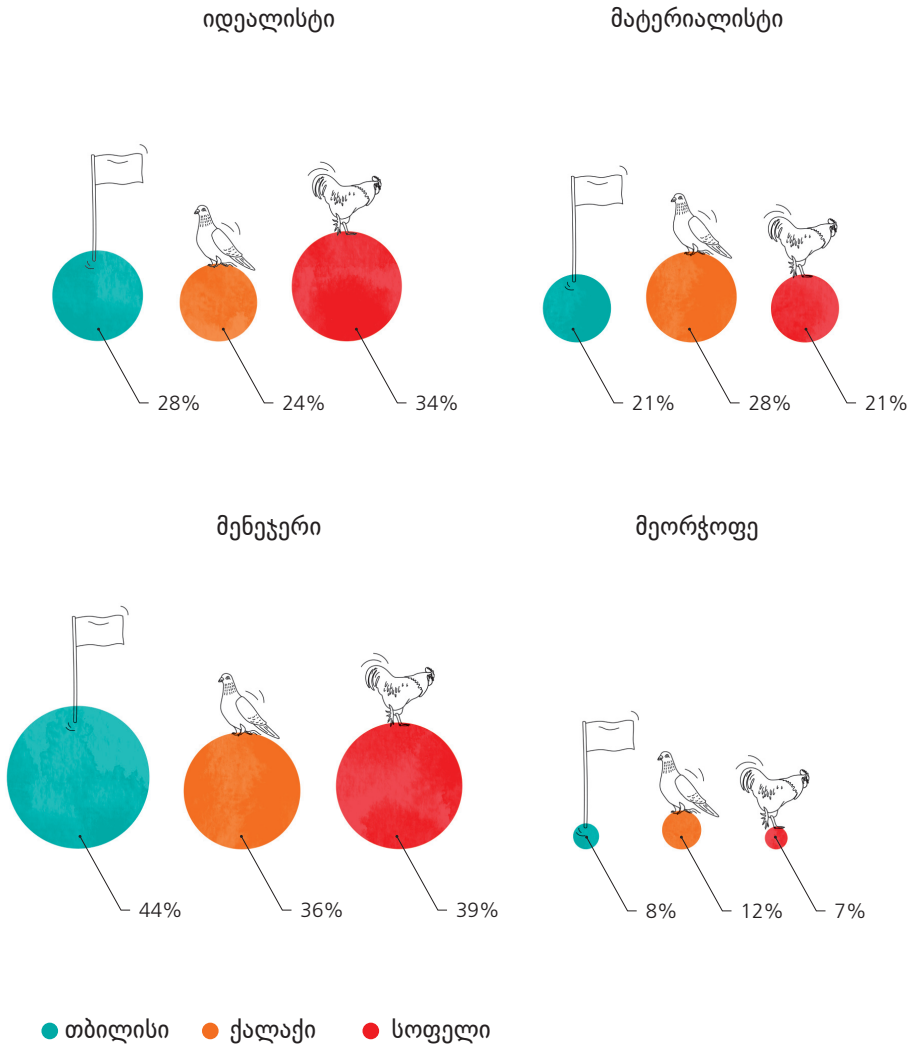 იდეალისტი
მატერიალისტი
28%
24%
34%
21%
28%
21%
მენეჯერი
მეორჭოფე
44%
36%
39%
8%
12%
7%
თბილისი
ქალაქი
სოფელი